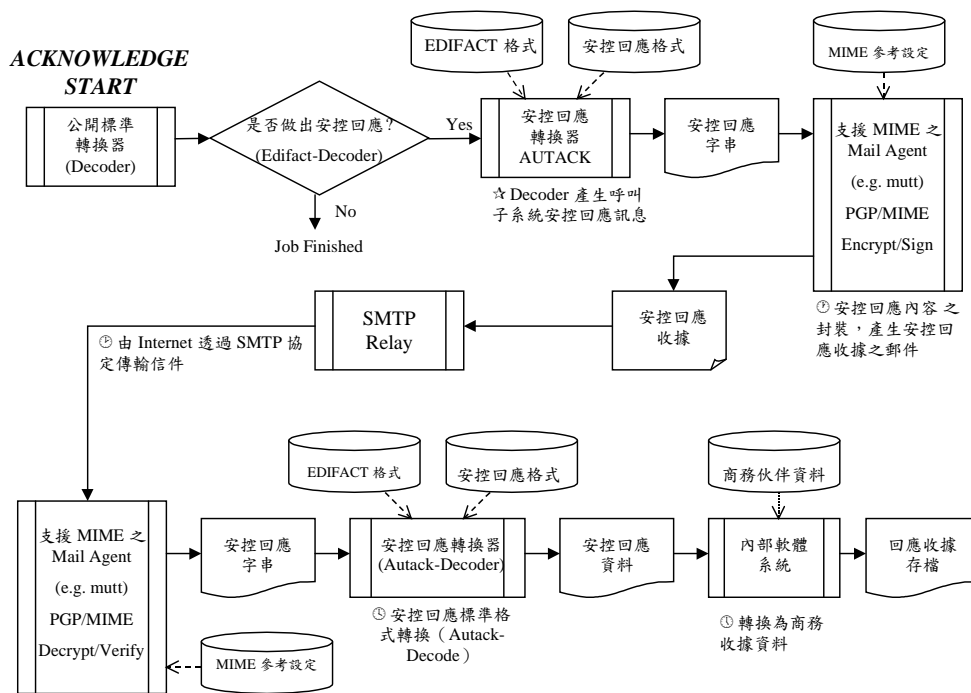 EDIFACT 格式
安控回應格式
MIME 參考設定
ACKNOWLEDGE
START
公開標準
轉換器
(Decoder)
是否做出安控回應?
(Edifact-Decoder)
Yes
No
Job Finished
安控回應
轉換器
AUTACK
☆ Decoder 產生呼叫
子系統安控回應訊息
安控回應
字串
支援 MIME 之
Mail Agent
(e.g. mutt)
PGP/MIME
Encrypt/Sign
🕐 安控回應內容 之
封裝，產生安控回
應收據之郵件
安控回應
收據
SMTP
Relay
🕑 由 Internet 透過 SMTP 協
定傳輸信件
EDIFACT 格式
安控回應格式
商務伙伴資料
支援 MIME 之
Mail Agent
(e.g. mutt)
PGP/MIME
Decrypt/Verify
MIME 參考設定
安控回應
字串
安控回應轉換器
(Autack-Decoder)
🕓 安控回應標準格
式轉換（Autack-
Decode）
安控回應
資料
內部軟體
系統
🕓 轉換為商務
收據資料
回應收據
存檔